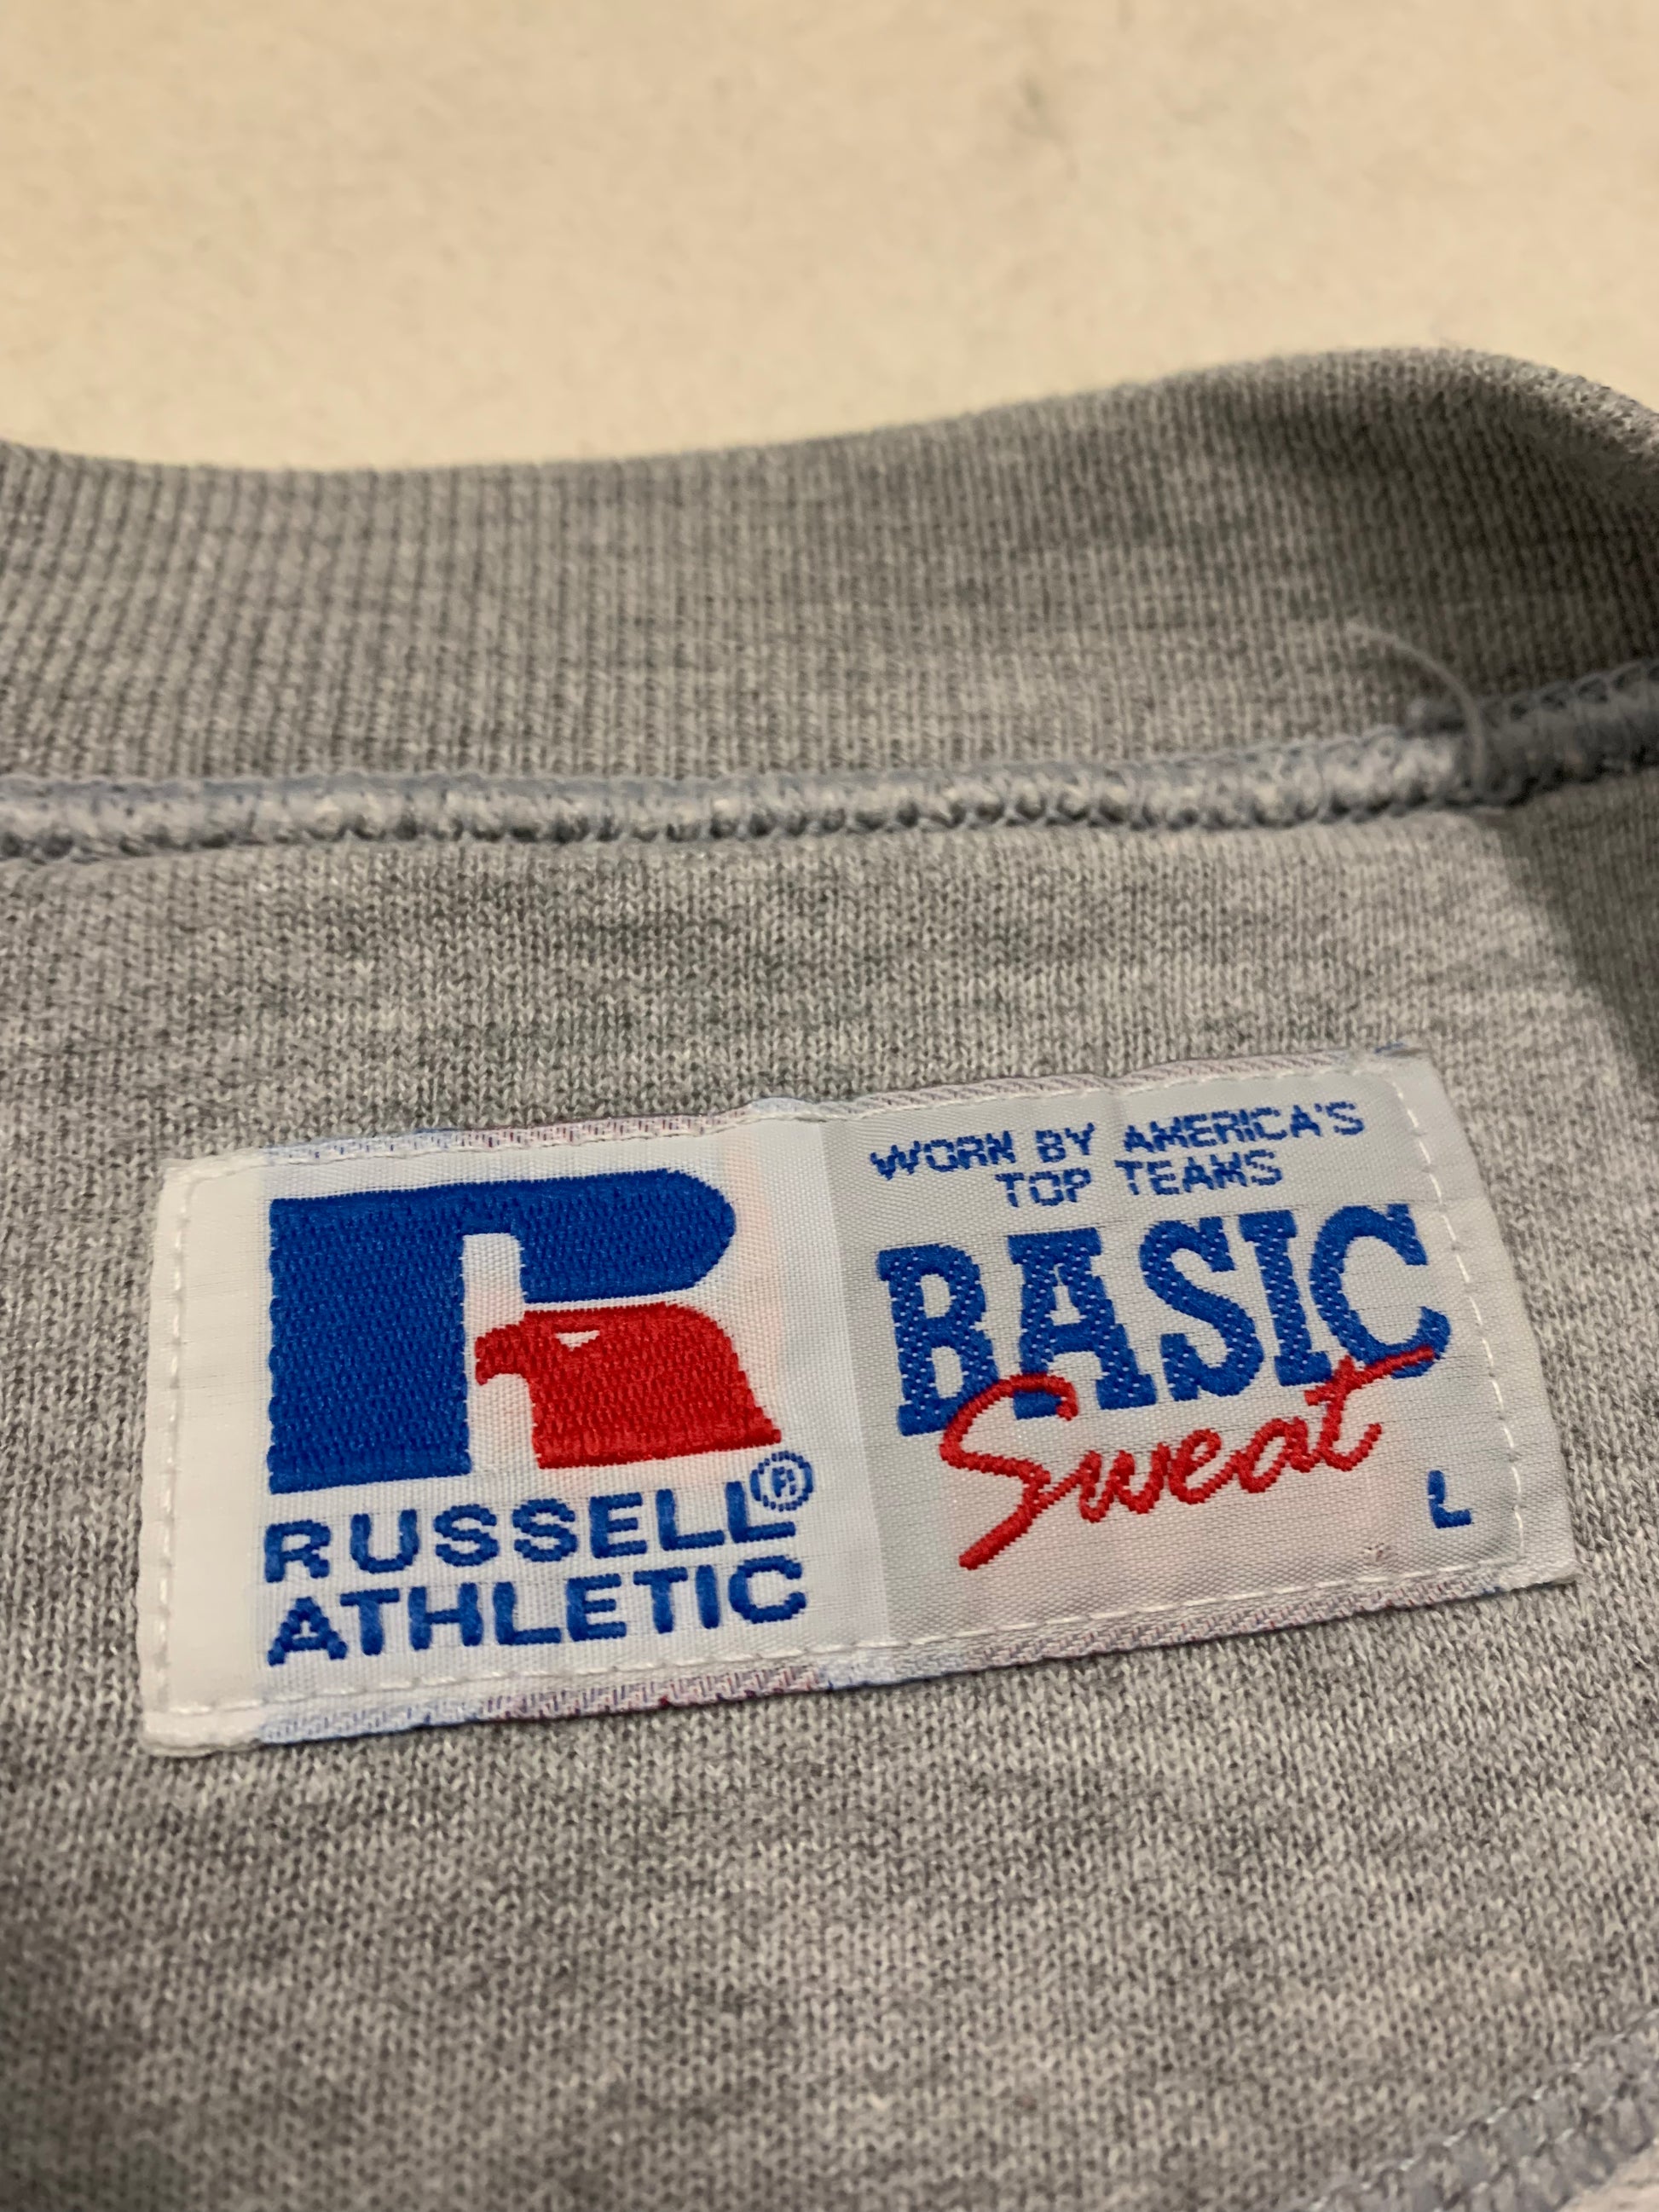 RUSSELL®
ATHLETIC
WORN BY AMERICA'S
TOP TEAMS
BASIC
Sweat
L